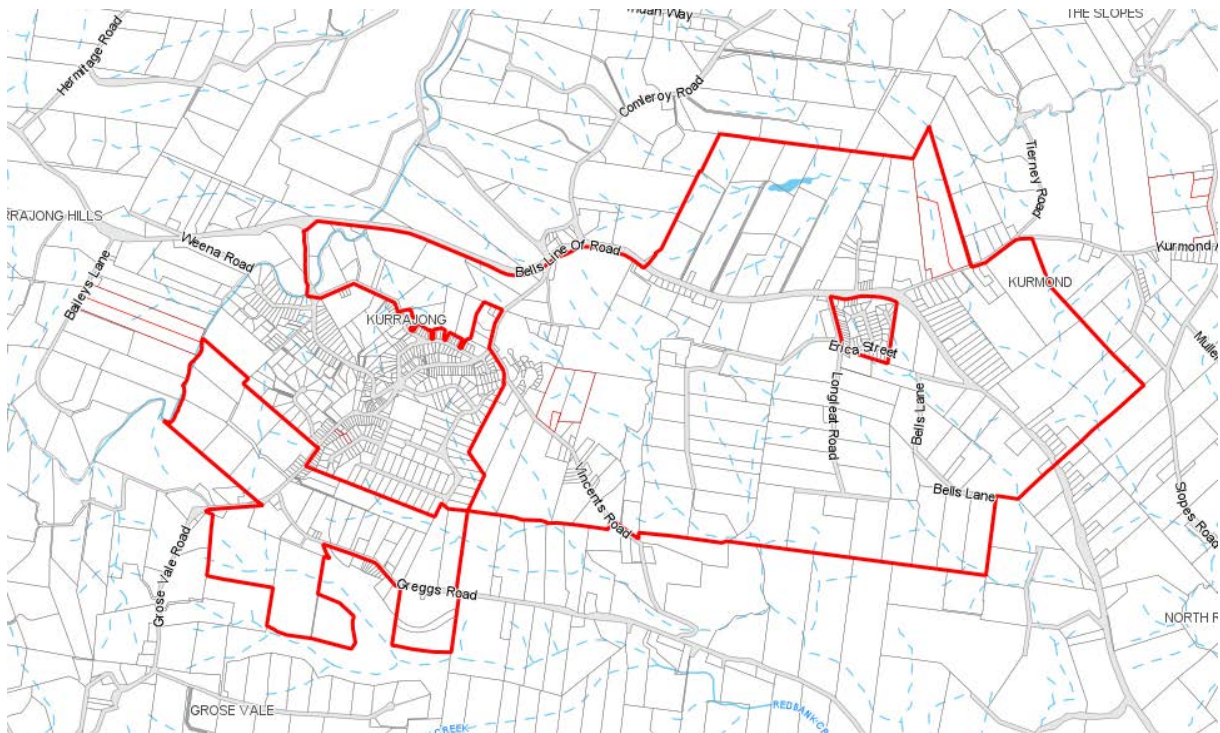 THE SLOPES
Hermitage Road
Comleroy Road
Tierney Road
RRAJONG HILLS
Weena Road
Bells Line Of Road
Kurmond
KURMOND
Baileys Lane
KURRAJONG
Erica Street
Longleat Road
Bells Lane
Bells Lane
Vincents Road
Slopes Road
Grose Vale Road
Greggs Road
NORTH R
GROSE VALE
REDBANK
CREEK